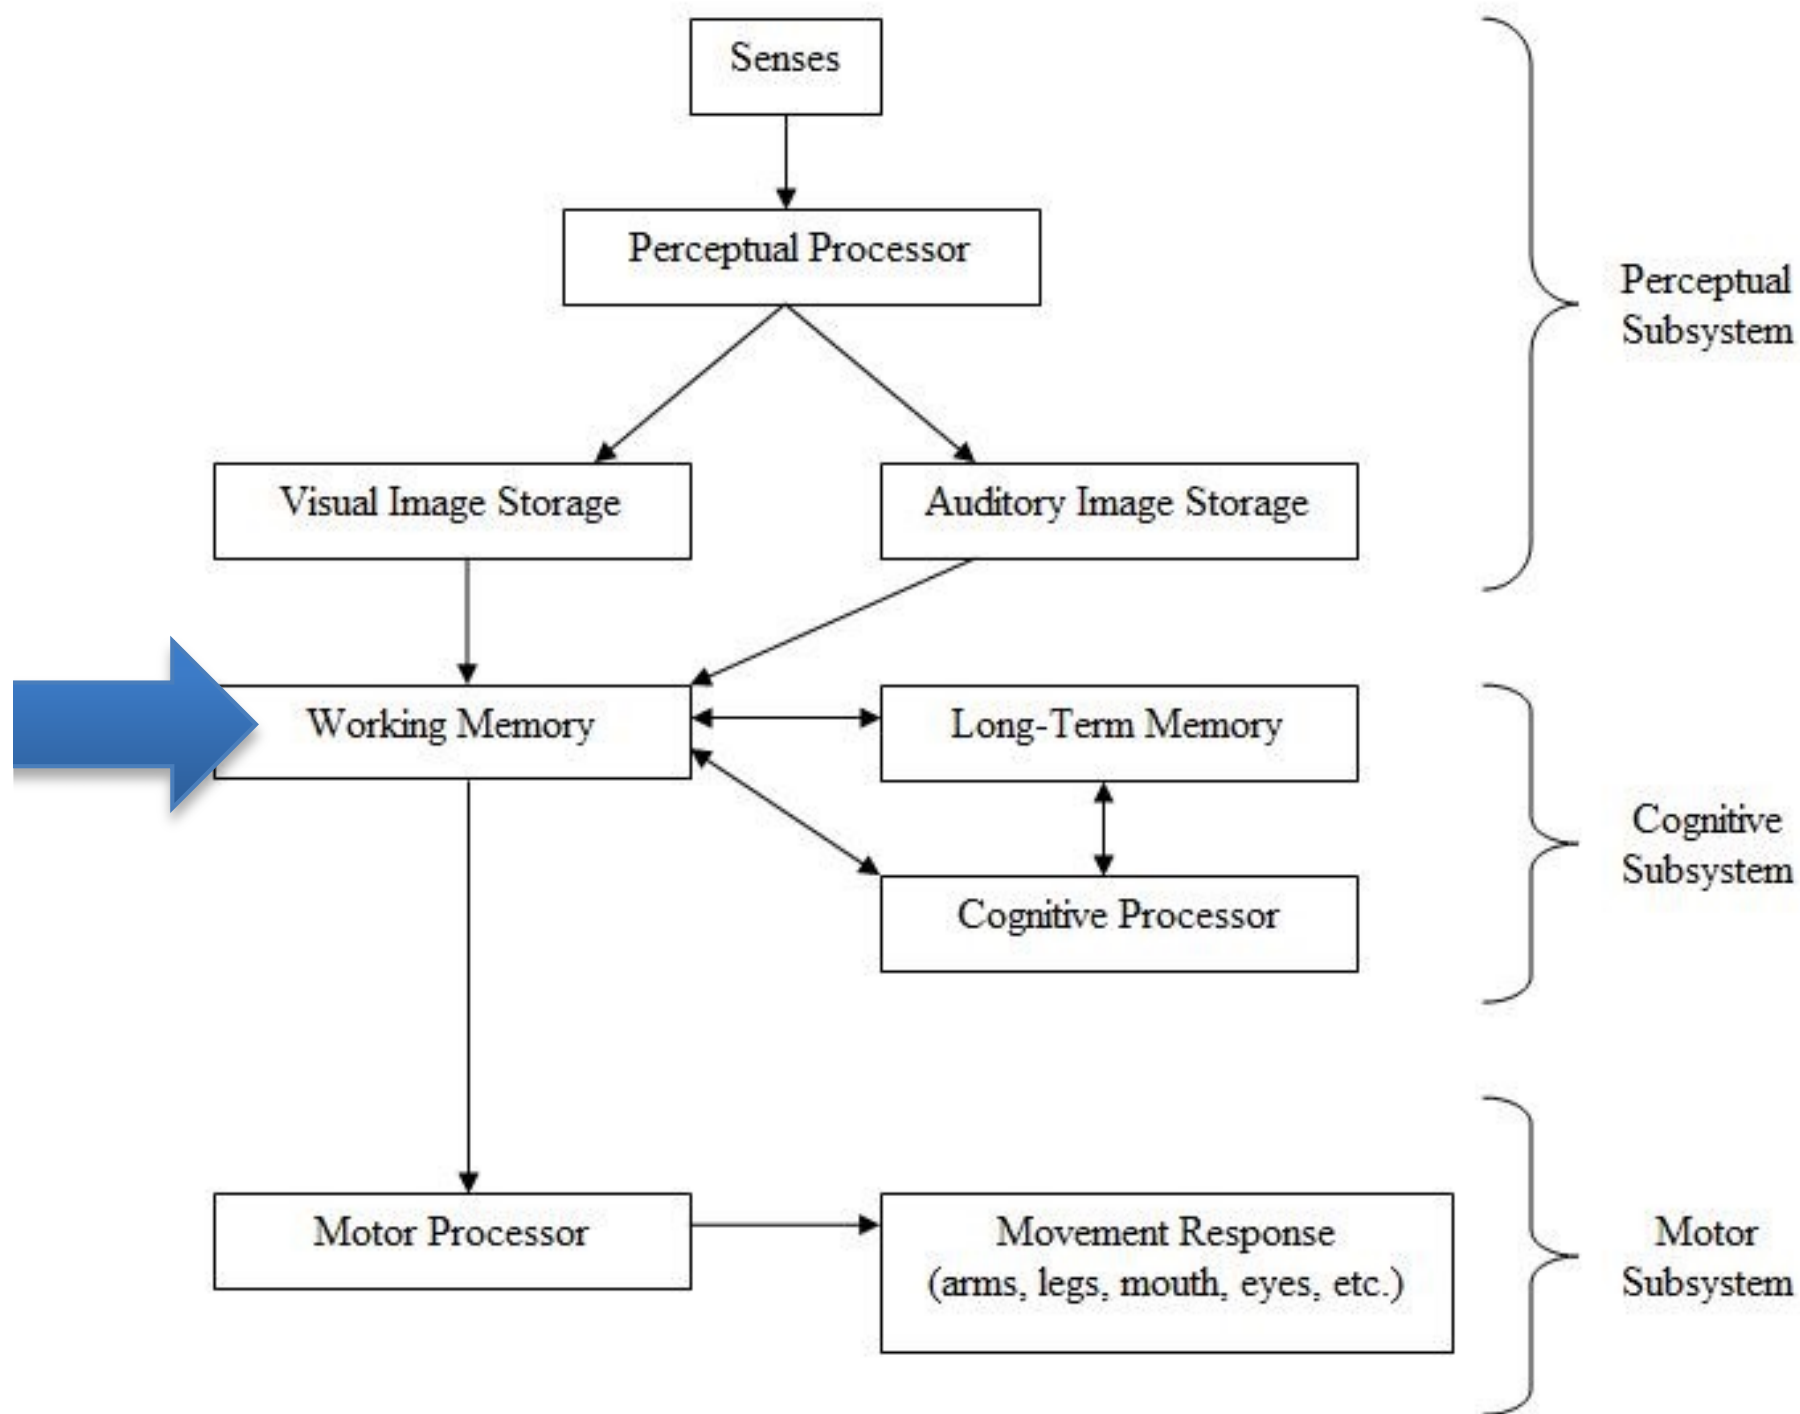 Senses
Perceptual Processor
Perceptual
Subsystem
Visual Image Storage
Auditory Image Storage
Working Memory
Long-Term Memory
Cognitive
Subsystem
Cognitive Processor
Motor Processor
Movement Response
(arms, legs, mouth, eyes, etc.)
Motor
Subsystem